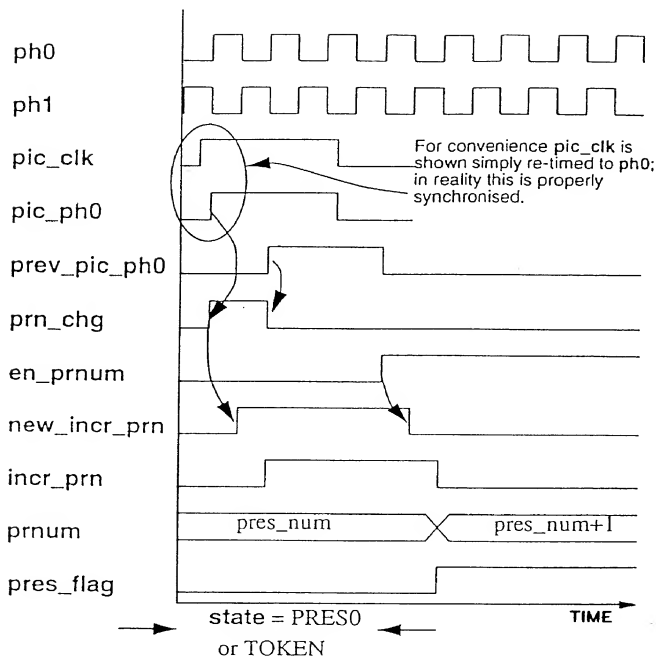 ph0
ph1
pic_clk
For convenience pic_clk is
shown simply re-timed to ph0;
in reality this is properly
synchronised.
pic_ph0
prev_pic_ph0
prn_chg
en_prnum
new_incr_prn
incr_prn
prnum
pres_num
pres_num+1
pres_flag
state = PRES0
or TOKEN
TIME